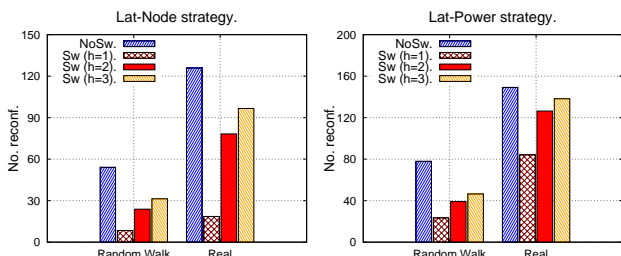 Lat-Node strategy.
150
120
90
60
30
0
No. reconf.
NoSw.
Sw (h=1).
Sw (h=2).
Sw (h=3).
Random Walk
Real
Lat-Power strategy.
200
160
120
80
40
0
No. reconf.
NoSw.
Sw (h=1).
Sw (h=2).
Sw (h=3).
Random Walk
Real